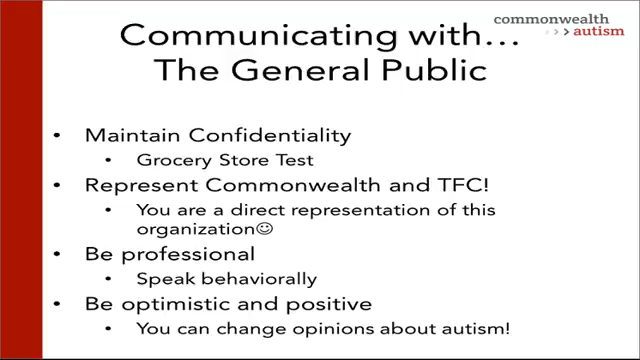 commonwealth
>>> autism
Communicating with…
The General Public
• Maintain Confidentiality
• Grocery Store Test
• Represent Commonwealth and TFC!
• You are a direct representation of this
organization☺
• Be professional
• Speak behaviorally
• Be optimistic and positive
• You can change opinions about autism!